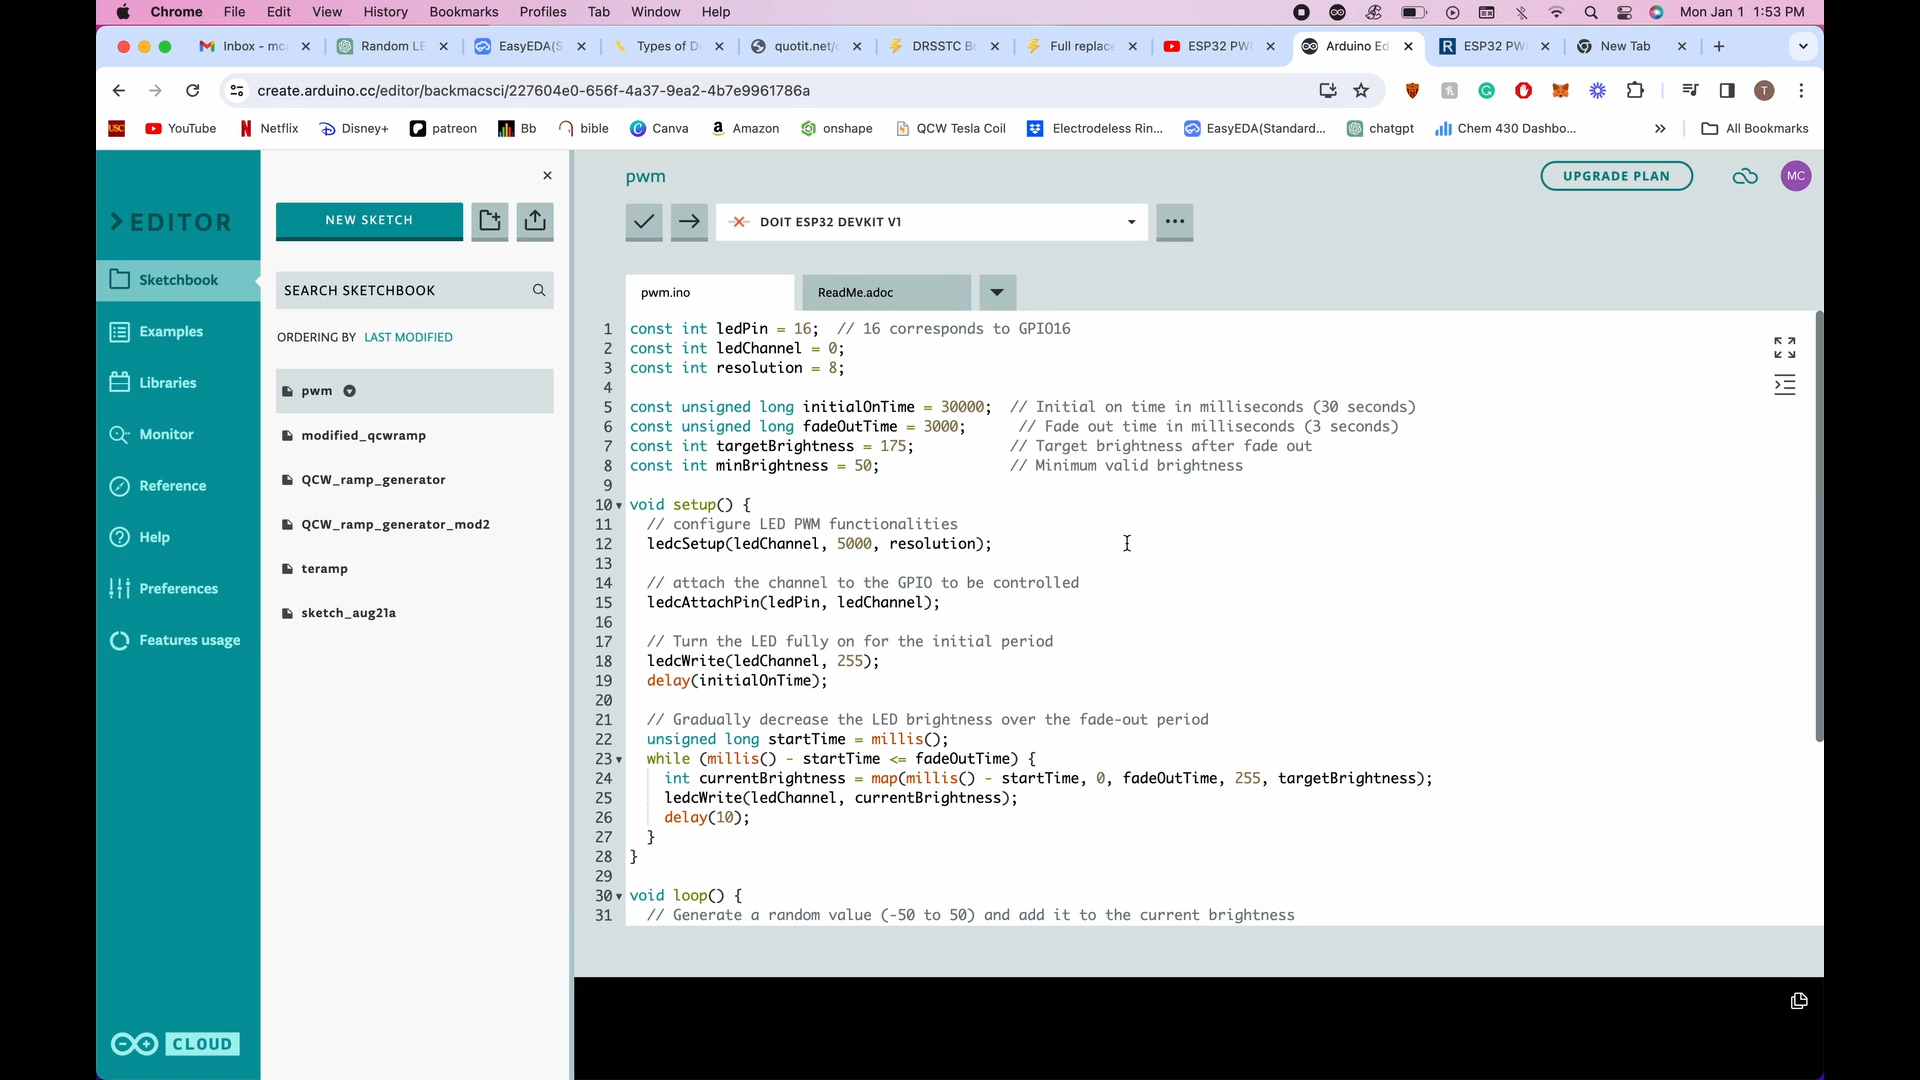 Chrome File Edit View History Bookmarks Profiles Tab Window Help Mon Jan 1 1:53 PM
Inbox - mc Random LE EasyEDA(S Types of D quotit.net/ DRSSTC B Full replace ESP32 PW Arduino Ed ESP32 PW New Tab
create.arduino.cc/editor/backmacsci/227604e0-656f-4a37-9ea2-4b7e9961786a T
USC YouTube Netflix Disney+ patreon Bb bible Canva Amazon onshape QCW Tesla Coil Electrodeless Rin... EasyEDA(Standard... chatgpt Chem 430 Dashbo... » All Bookmarks
EDITOR
Sketchbook
Examples
Libraries
Monitor
Reference
Help
Preferences
Features usage
CLOUD
NEW SKETCH
SEARCH SKETCHBOOK
ORDERING BY LAST MODIFIED
pwm
modified_qcwramp
QCW_ramp_generator
QCW_ramp_generator_mod2
teramp
sketch_aug21a
pwm UPGRADE PLAN MC
DOIT ESP32 DEVKIT V1
pwm.ino ReadMe.adoc
1 const int ledPin = 16;  // 16 corresponds to GPIO16
2 const int ledChannel = 0;
3 const int resolution = 8;
4
5 const unsigned long initialOnTime = 30000;  // Initial on time in milliseconds (30 seconds)
6 const unsigned long fadeOutTime = 3000;      // Fade out time in milliseconds (3 seconds)
7 const int targetBrightness = 175;           // Target brightness after fade out
8 const int minBrightness = 50;               // Minimum valid brightness
9
10 void setup() {
11   // configure LED PWM functionalities
12   ledcSetup(ledChannel, 5000, resolution);
13
14   // attach the channel to the GPIO to be controlled
15   ledcAttachPin(ledPin, ledChannel);
16
17   // Turn the LED fully on for the initial period
18   ledcWrite(ledChannel, 255);
19   delay(initialOnTime);
20
21   // Gradually decrease the LED brightness over the fade-out period
22   unsigned long startTime = millis();
23   while (millis() - startTime <= fadeOutTime) {
24     int currentBrightness = map(millis() - startTime, 0, fadeOutTime, 255, targetBrightness);
25     ledcWrite(ledChannel, currentBrightness);
26     delay(10);
27   }
28 }
29
30 void loop() {
31   // Generate a random value (-50 to 50) and add it to the current brightness